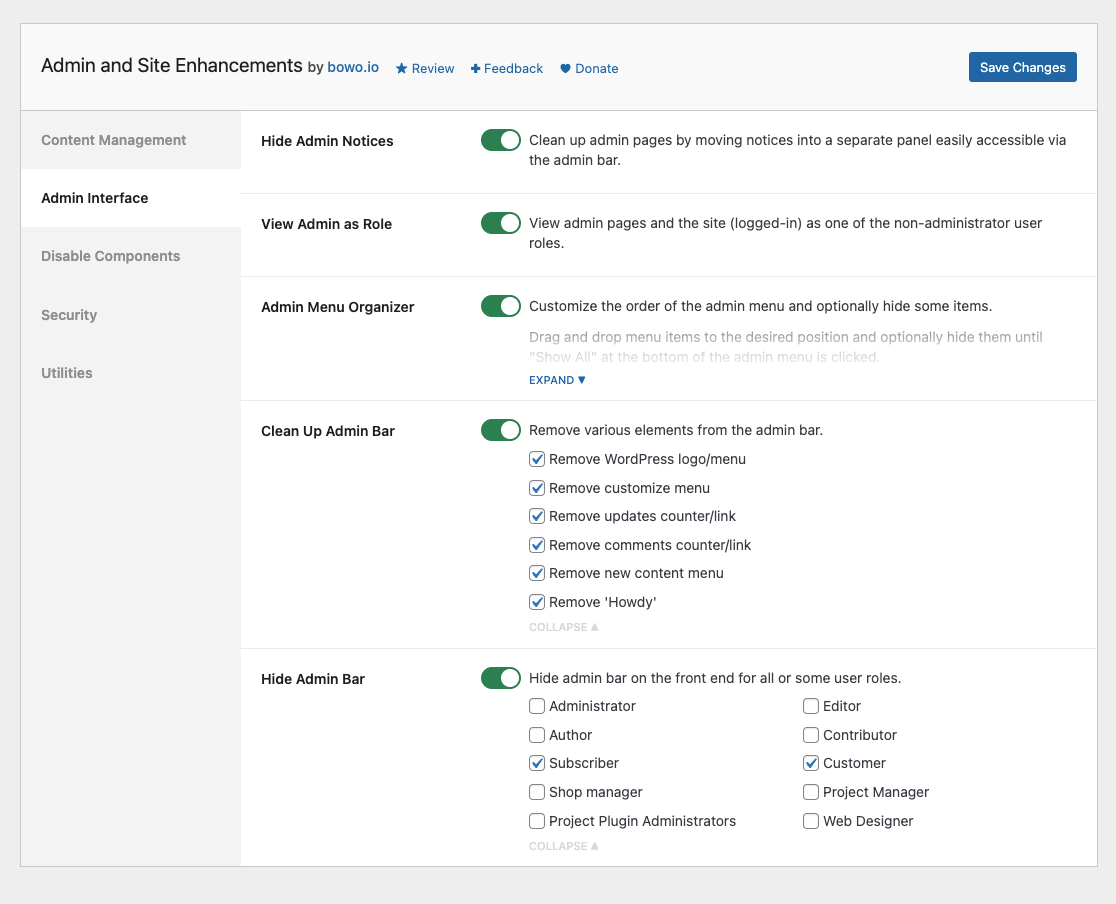 Admin and Site Enhancements by bowo.io Review Feedback Donate
Save Changes
Content Management
Admin Interface
Disable Components
Security
Utilities
Hide Admin Notices
Clean up admin pages by moving notices into a separate panel easily accessible via
the admin bar.
View Admin as Role
View admin pages and the site (logged-in) as one of the non-administrator user
roles.
Admin Menu Organizer
Customize the order of the admin menu and optionally hide some items.
Drag and drop menu items to the desired position and optionally hide them until
"Show All" at the bottom of the admin menu is clicked.
EXPAND ▼
Clean Up Admin Bar
Remove various elements from the admin bar.
Remove WordPress logo/menu
Remove customize menu
Remove updates counter/link
Remove comments counter/link
Remove new content menu
Remove 'Howdy'
COLLAPSE ▲
Hide Admin Bar
Hide admin bar on the front end for all or some user roles.
Administrator
Editor
Author
Contributor
Subscriber
Customer
Shop manager
Project Manager
Project Plugin Administrators
Web Designer
COLLAPSE ▲